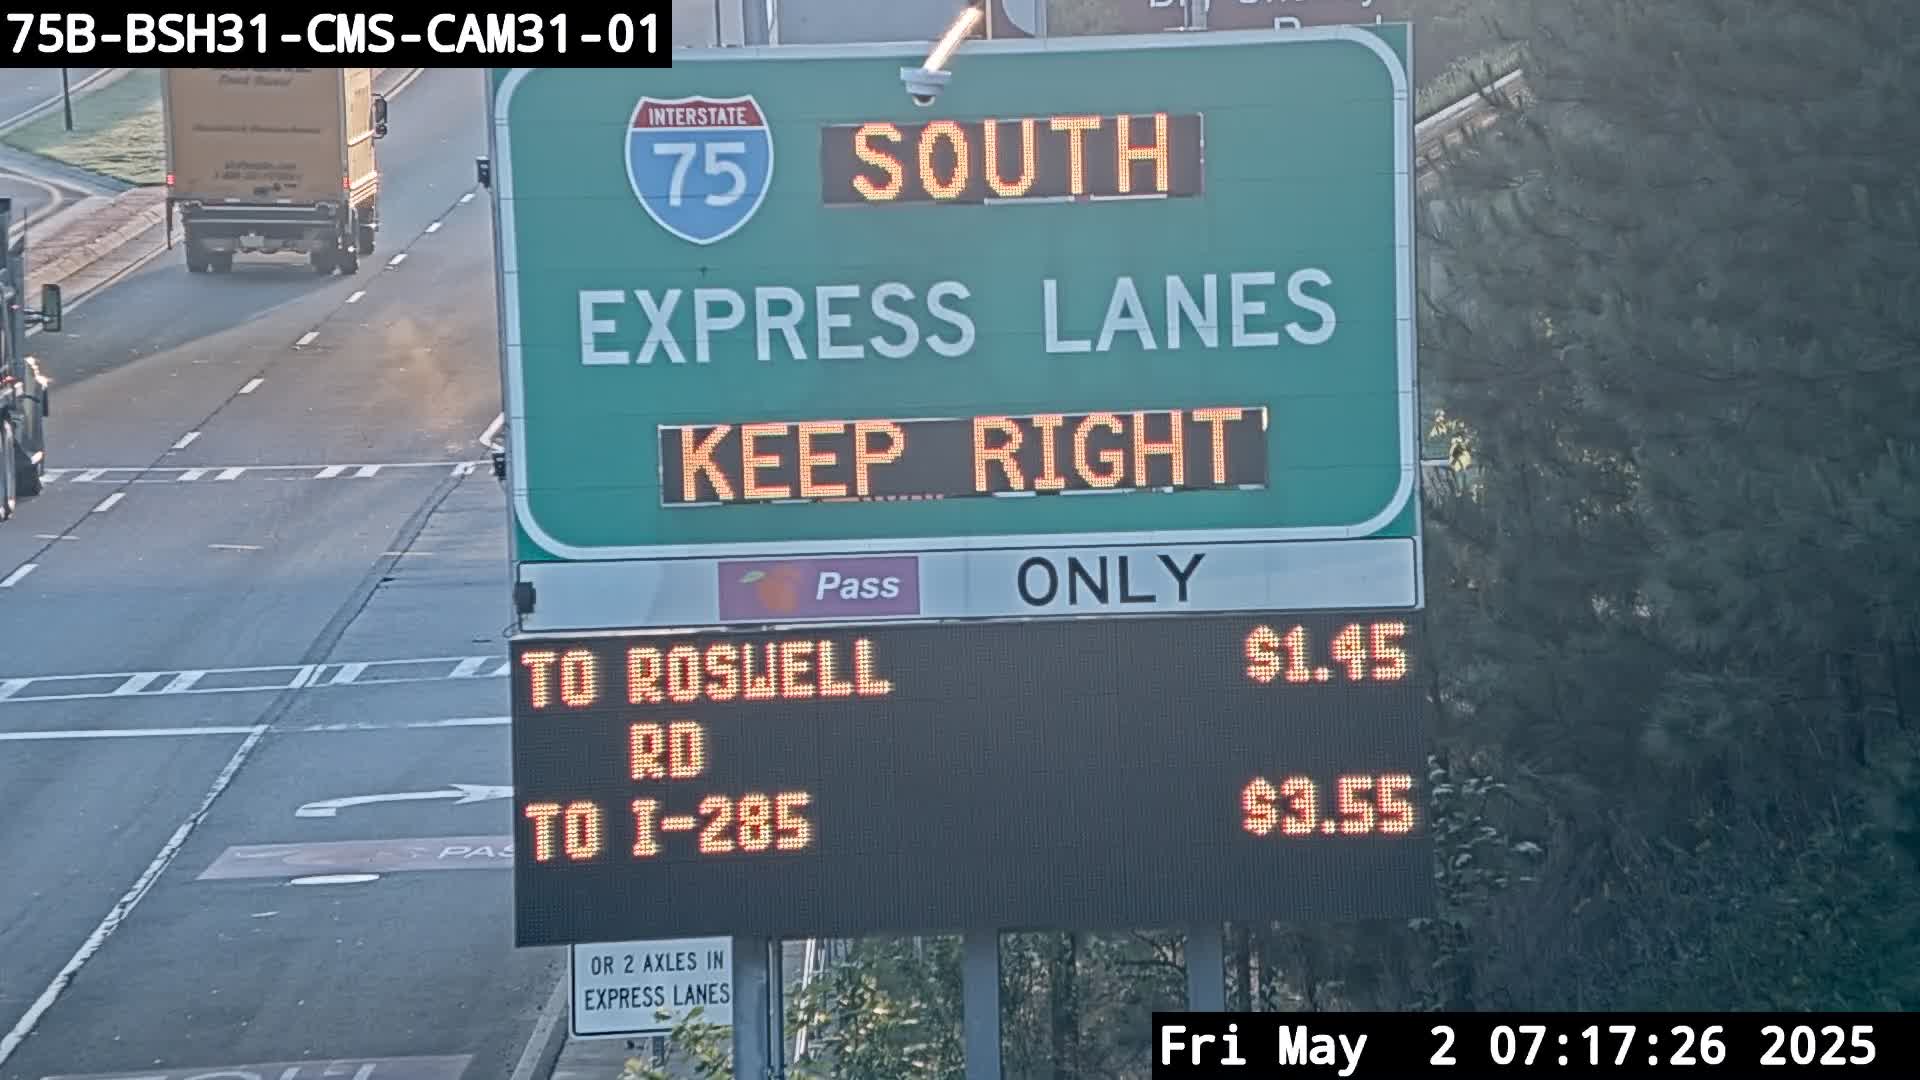 75B-BSH31-CMS-CAM31-01
INTERSTATE
75
SOUTH
EXPRESS LANES
KEEP RIGHT
Pass ONLY
TO ROSWELL $1.45
RD
TO I-285 $3.55
OR 2 AXLES IN
EXPRESS LANES
Fri May 2 07:17:26 2025